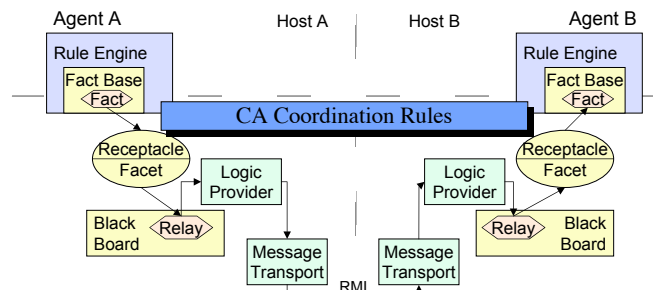 Agent A
Host A
Host B
Agent B
Rule Engine
Rule Engine
Fact Base
Fact Base
Fact
Fact
CA Coordination Rules
Receptacle
Facet
Receptacle
Facet
Logic
Provider
Logic
Provider
Black
Board
Relay
Relay
Black
Board
Message
Transport
Message
Transport
RMI